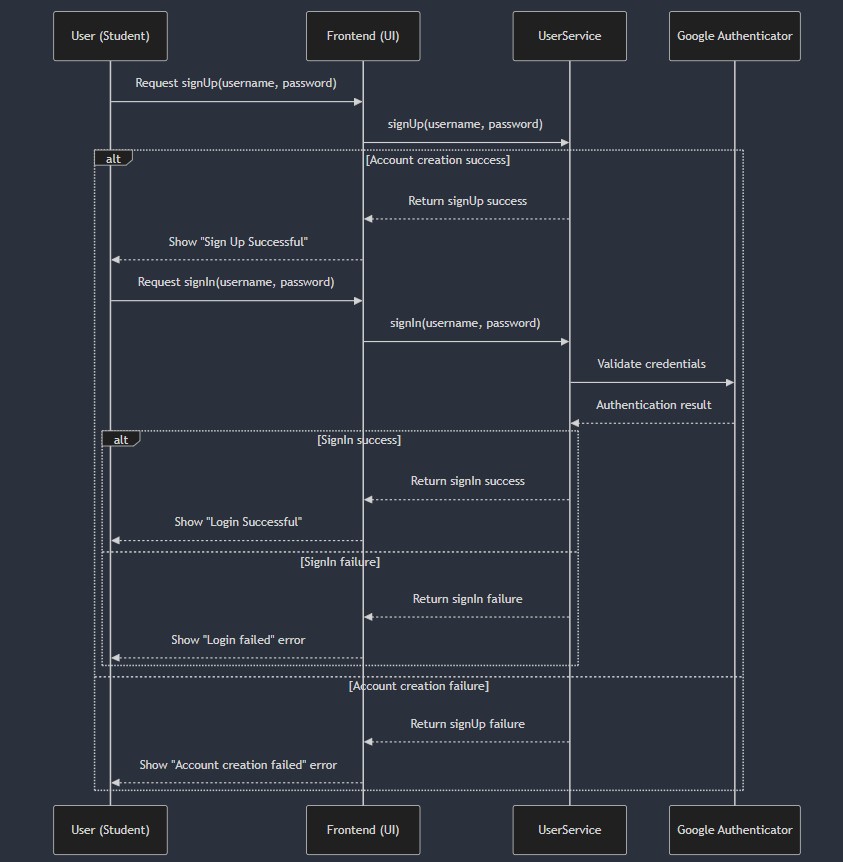 User (Student)
Frontend (UI)
UserService
Google Authenticator
Request signUp(username, password)
signUp(username, password)
alt
[Account creation success]
Return signUp success
Show "Sign Up Successful"
Request signIn(username, password)
signIn(username, password)
Validate credentials
Authentication result
alt
[SignIn success]
Return signIn success
Show "Login Successful"
[SignIn failure]
Return signIn failure
Show "Login failed" error
[Account creation failure]
Return signUp failure
Show "Account creation failed" error
User (Student)
Frontend (UI)
UserService
Google Authenticator